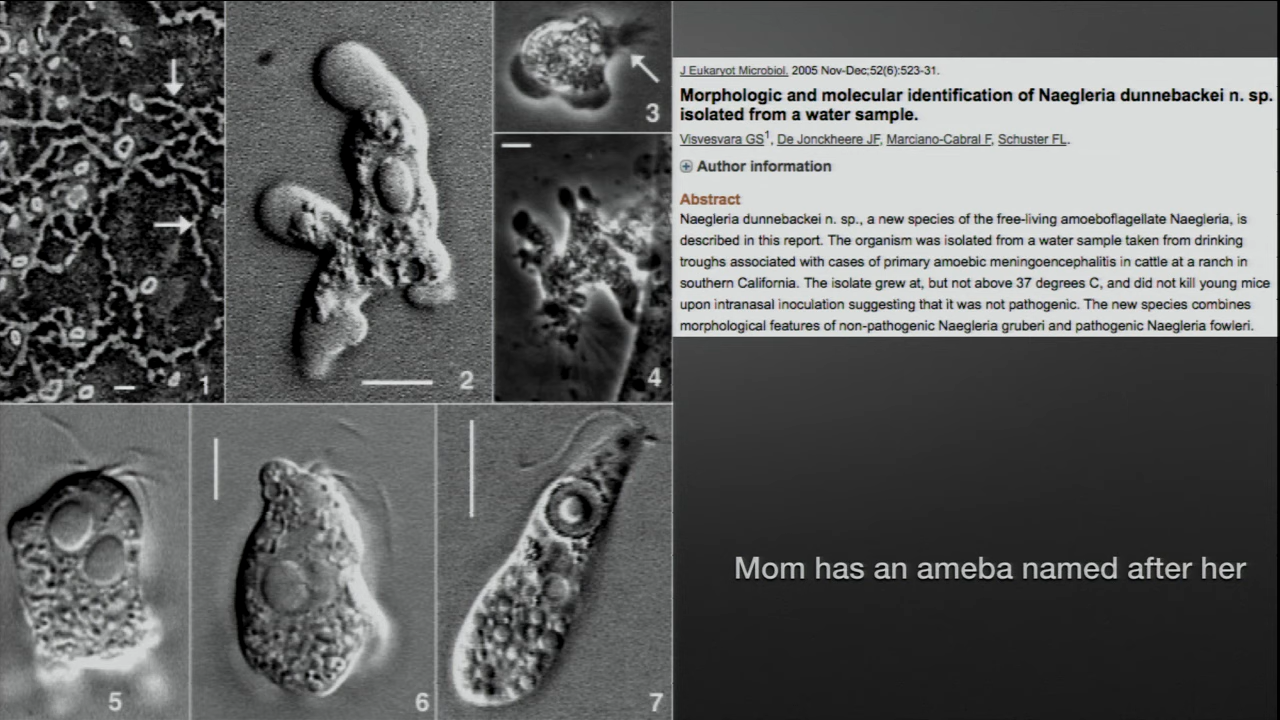 1
2
3
4
5
6
7
J Eukaryot Microbiol. 2005 Nov-Dec;52(6):523-31.
Morphologic and molecular identification of Naegleria dunnebackei n. sp.
isolated from a water sample.
Visvesvara GS1, De Jonckheere JF, Marciano-Cabral F, Schuster FL.
Author information
Abstract
Naegleria dunnebackei n. sp., a new species of the free-living amoeboflagellate Naegleria, is
described in this report. The organism was isolated from a water sample taken from drinking
troughs associated with cases of primary amoebic meningoencephalitis in cattle at a ranch in
southern California. The isolate grew at, but not above 37 degrees C, and did not kill young mice
upon intranasal inoculation suggesting that it was not pathogenic. The new species combines
morphological features of non-pathogenic Naegleria gruberi and pathogenic Naegleria fowleri.
Mom has an ameba named after her